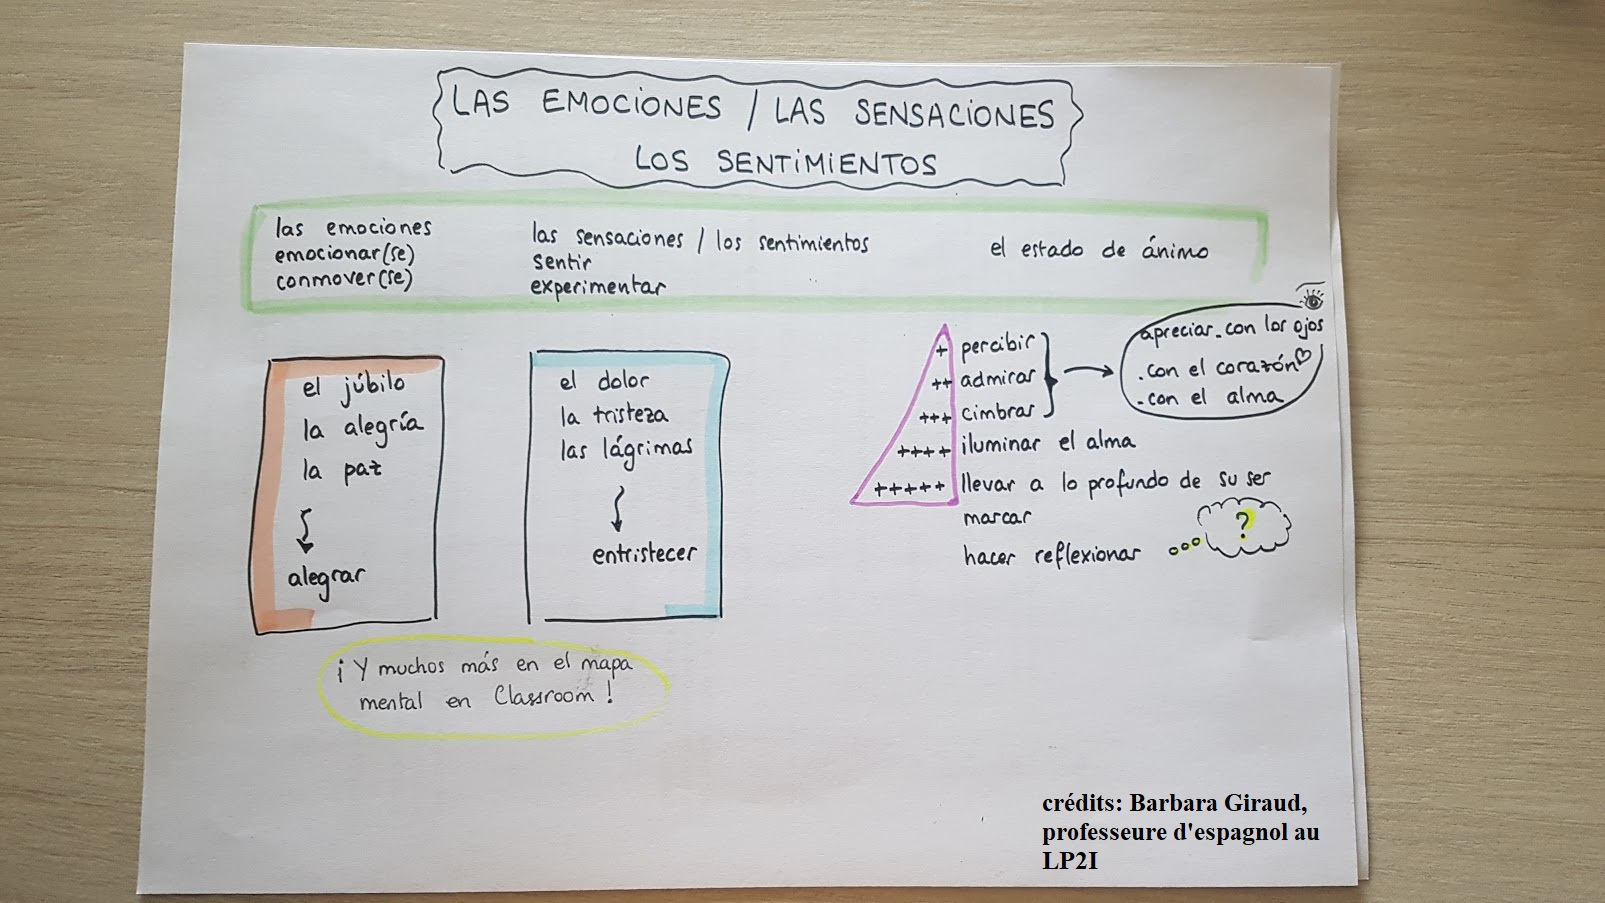 LAS EMOCIONES / LAS SENSACIONES
LOS SENTIMIENTOS
las emociones
emocionar(se)
conmover(se)
las sensaciones / los sentimientos
sentir
experimentar
el estado de ánimo
el júbilo
la alegría
la paz
alegrar
el dolor
la tristeza
las lágrimas
entristecer
+ percibir
++ admirar
+++ cimbrar
++++ iluminar el alma
+++++ llevar a lo profundo de su ser
marcar
hacer reflexionar
?
apreciar - con los ojos
- con el corazón
- con el alma
¡ Y muchos más en el mapa
mental en Classroom !
crédits: Barbara Giraud,
professeure d'espagnol au
LP2I